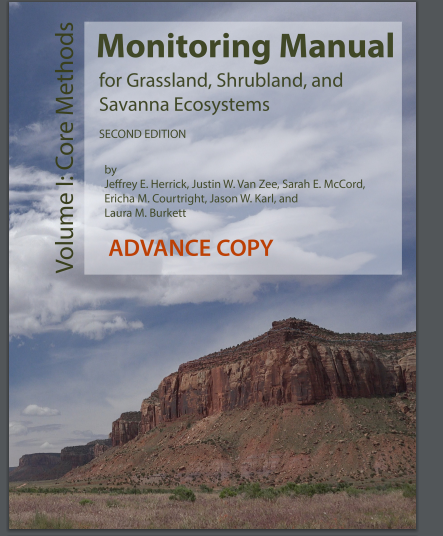 Monitoring Manual
for Grassland, Shrubland, and
Savanna Ecosystems
SECOND EDITION
by
Jeffrey E. Herrick, Justin W. Van Zee, Sarah E. McCord,
Ericha M. Courtright, Jason W. Karl, and
Laura M. Burkett
ADVANCE COPY
Volume I: Core Methods